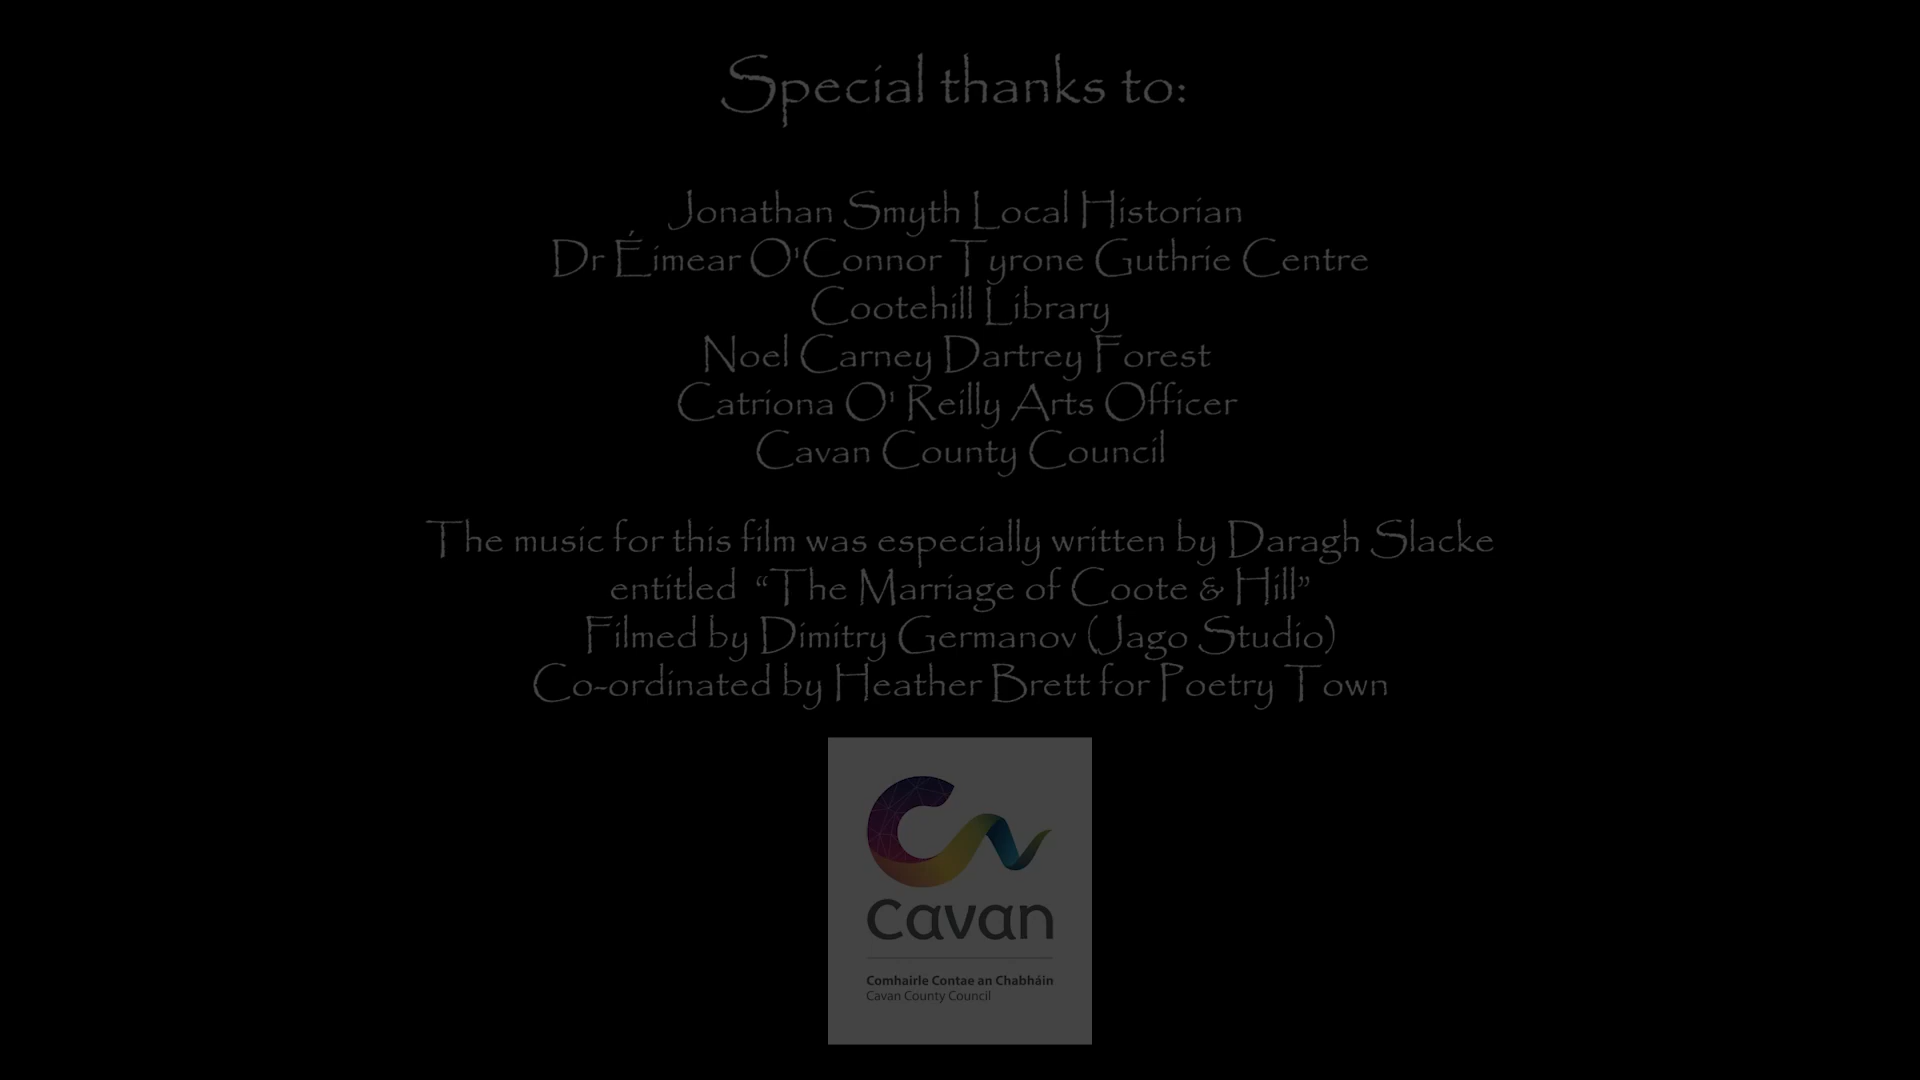 Special thanks to:
Jonathan Smyth Local Historian
Dr Éimear O'Connor Tyrone Guthrie Centre
Cootehill Library
Noel Carney Dartrey Forest
Catriona O' Reilly Arts Officer
Cavan County Council
The music for this film was especially written by Daragh Slacke
entitled “The Marriage of Coote & Hill”
Filmed by Dimitry Germanov (Jago Studio)
Co-ordinated by Heather Brett for Poetry Town
cavan
Comhairle Contae an Chabháin
Cavan County Council